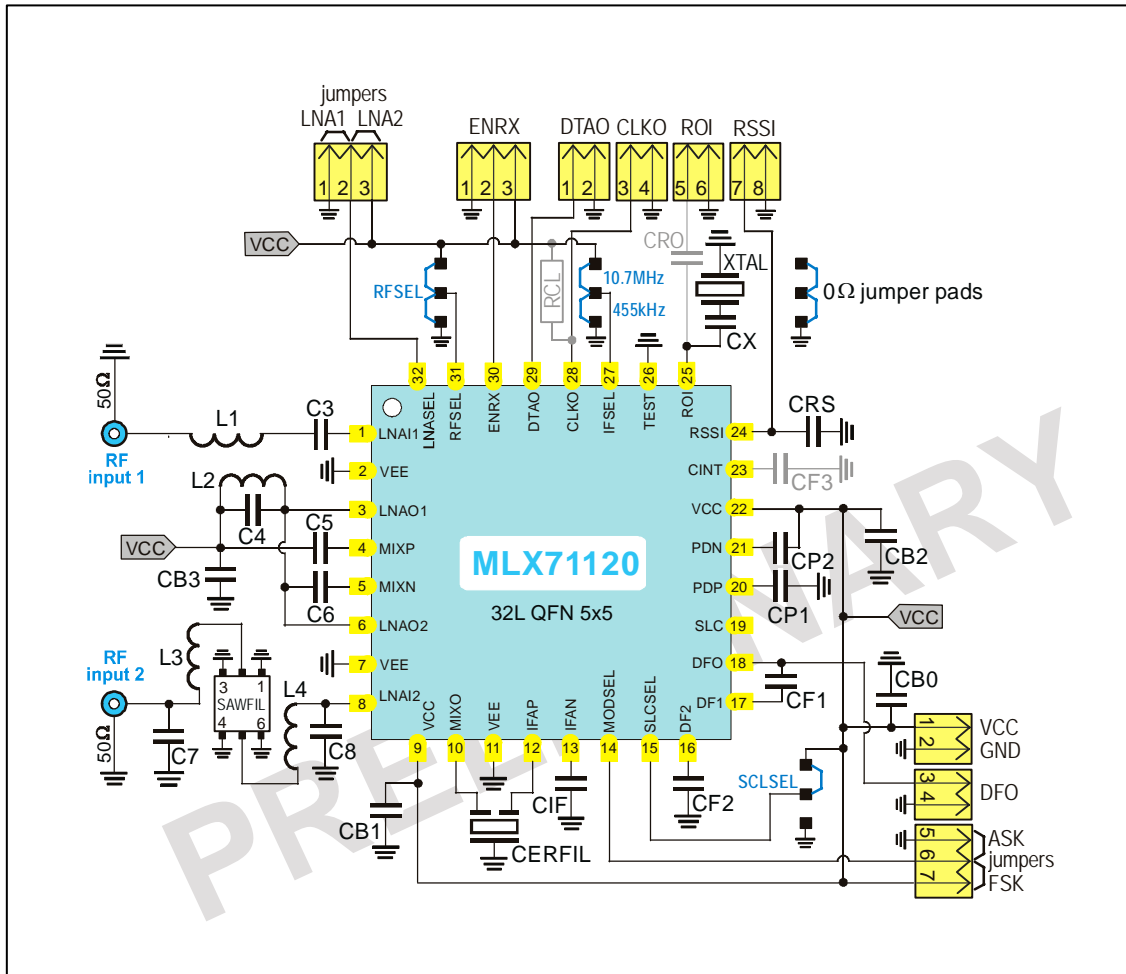 jumpers
LNA1 LNA2
ENRX
DTAO
CLKO
ROI
RSSI
1 2 3
1 2 3
1 2
3 4
5 6
7 8
VCC
RFSEL
RCL
10.7MHz
455kHz
CRO
XTAL
CX
0Ω jumper pads
32 31 30 29 28 27 26 25
LNASEL
RFSEL
ENRX
DTAO
CLKO
IFSEL
TEST
ROI
50Ω
RF
input 1
L1
C3
1 LNAI1
2 VEE
L2
C4
3 LNAO1
VCC
C5
4 MIXP
CB3
C6
5 MIXN
6 LNAO2
7 VEE
RF
input 2
50Ω
L3
C7
3 1
SAWFIL
4 6
L4
C8
8 LNAI2
MLX71120
32L QFN 5x5
RSSI 24
CRS
CINT 23
CF3
VCC 22
CB2
PDN 21
CP2
PDP 20
CP1
SLC 19
VCC
DFO 18
CF1
DF1 17
CB0
VCC
MIXO
VEE
IFAP
IFAN
MODSEL
SLCSEL
DF2
9 10 11 12 13 14 15 16
CB1
CERFIL
CIF
CF2
SCLSEL
1 VCC
2 GND
3
4
DFO
5 ASK
6 jumpers
7 FSK
PRELIMINARY